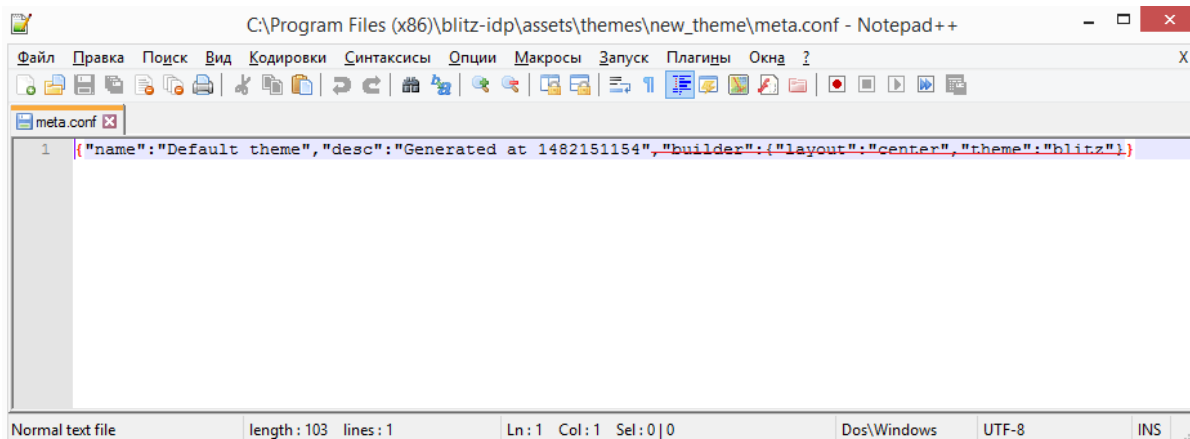 C:\Program Files (x86)\blitz-idp\assets\themes\new_theme\meta.conf - Notepad++
Файл Правка Поиск Вид Кодировки Синтаксисы Опции Макросы Запуск Плагины Окна ? X
meta.conf
1 {"name":"Default theme","desc":"Generated at 1482151154","builder":{"layout":"center","theme":"blitz"}}
Normal text file length : 103 lines : 1 Ln : 1 Col : 1 Sel : 0 | 0 Dos\Windows UTF-8 INS